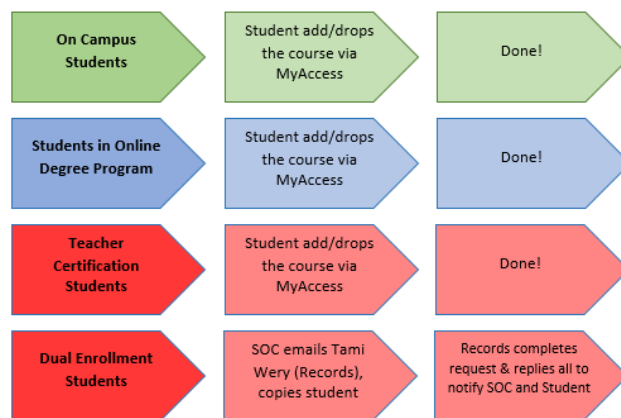 On Campus
Students
Student add/drops
the course via
MyAccess
Done!
Students in Online
Degree Program
Student add/drops
the course via
MyAccess
Done!
Teacher
Certification
Students
Student add/drops
the course via
MyAccess
Done!
Dual Enrollment
Students
SOC emails Tami
Wery (Records),
copies student
Records completes
request & replies all to
notify SOC and Student